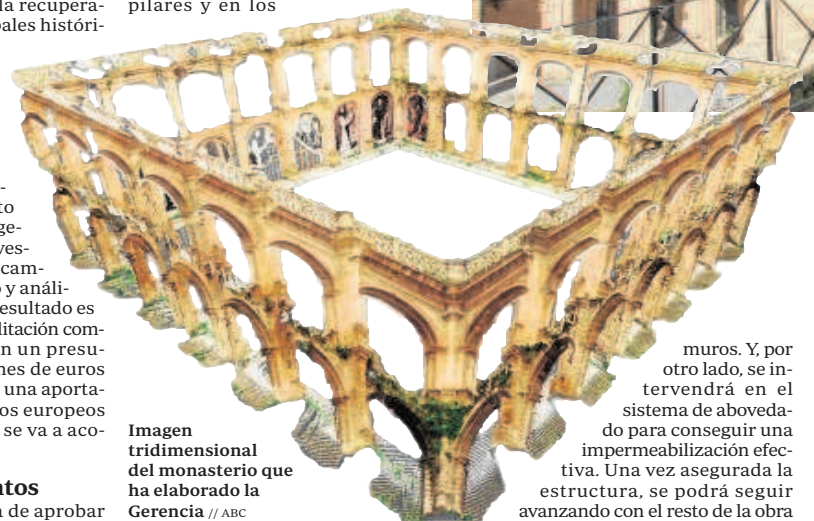 la recupera-
pales históri-
-
to
ge-
ves-
cam-
o y análi-
resultado es
litación com-
n un presu-
nes de euros
una aporta-
os europeos
se va a aco-
ntos
a de aprobar
pilares y en los
Imagen
tridimensional
del monasterio que
ha elaborado la
Gerencia // ABC
muros. Y, por
otro lado, se in-
tervendrá en el
sistema de aboveda-
do para conseguir una
impermeabilización efec-
tiva. Una vez asegurada la
estructura, se podrá seguir
avanzando con el resto de la obra